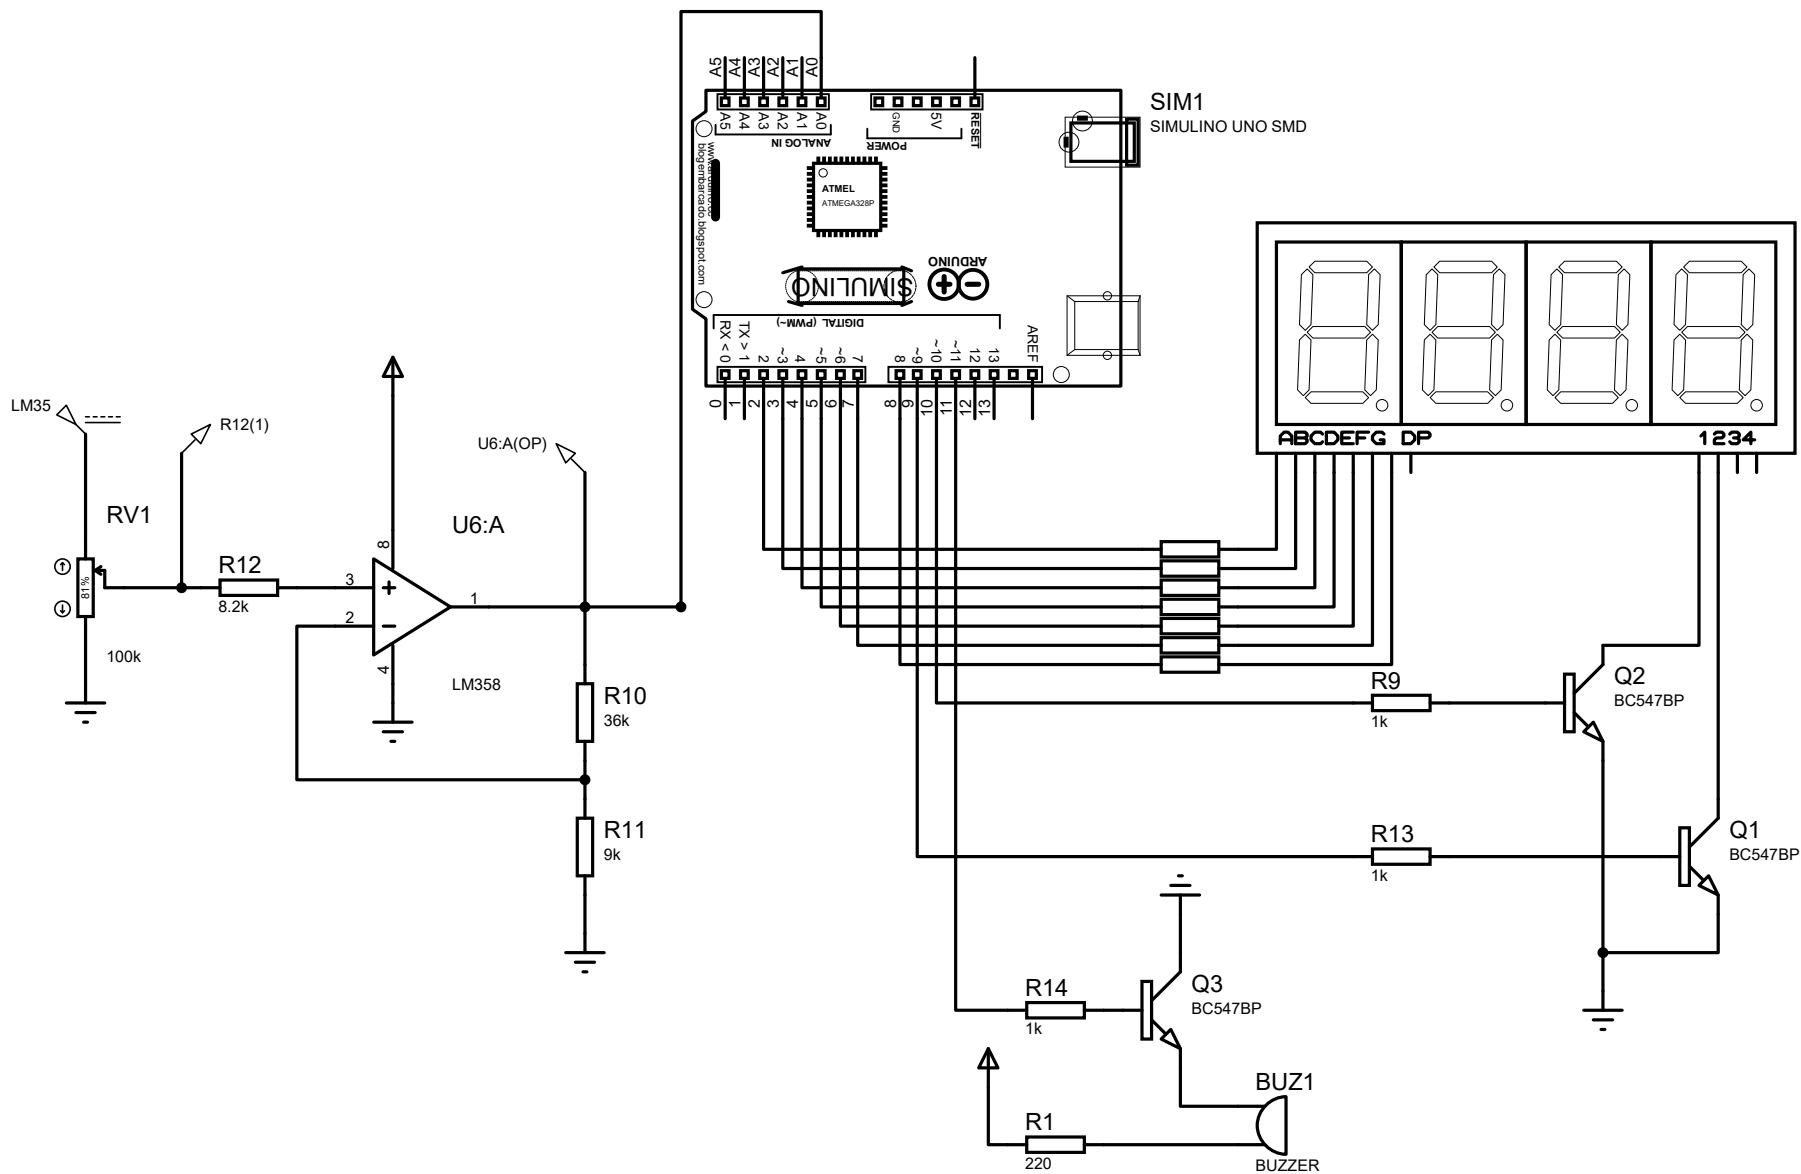 A5 A4 A3 A2 A1 A0
SIM1
SIMULINO UNO SMD
A5 A4 A3 A2 A1 A0
GND 5V RESET
ANALOG IN
POWER
blogembarcado.blogspot.com
ATMEL
ATMEGA328P
ARDUINO
SIMULINO
DIGITAL (PWM~)
RX < 0 TX > 1 2 ~3 4 ~5 ~6 7 8 ~9 ~10 ~11 12 13 AREF
0 1 2 3 4 5 6 7 8 9 10 11 12 13
ABCDEFG DP 1234
LM35
R12(1)
U6:A(OP)
RV1
81%
100k
R12
8.2k
U6:A
8
3
2
1
4
LM358
R10
36k
R11
9k
R9
1k
Q2
BC547BP
R13
1k
Q1
BC547BP
R14
1k
Q3
BC547BP
BUZ1
BUZZER
R1
220